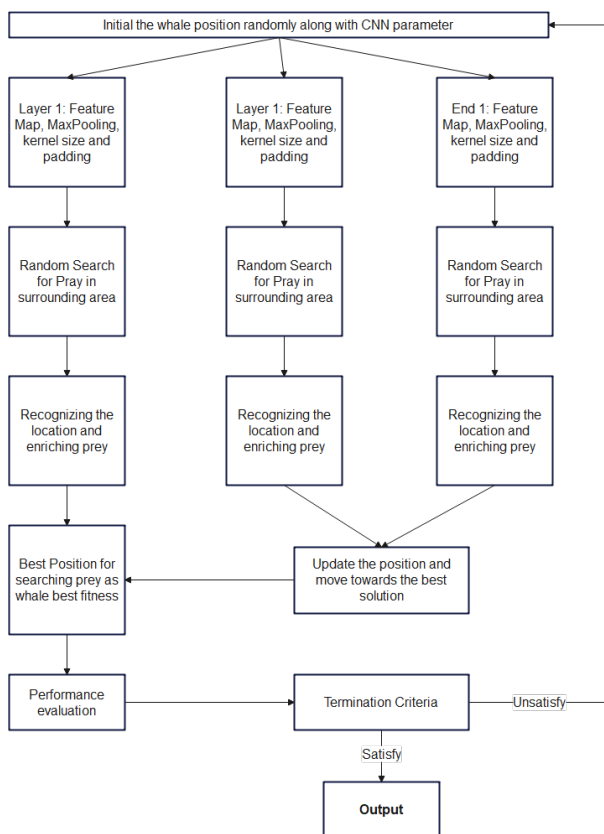 Initial the whale position randomly along with CNN parameter
Layer 1: Feature
Map, MaxPooling,
kernel size and
padding
Layer 1: Feature
Map, MaxPooling,
kernel size and
padding
End 1: Feature
Map, MaxPooling,
kernel size and
padding
Random Search
for Pray in
surrounding area
Random Search
for Pray in
surrounding area
Random Search
for Pray in
surrounding area
Recognizing the
location and
enriching prey
Recognizing the
location and
enriching prey
Recognizing the
location and
enriching prey
Best Position for
searching prey as
whale best fitness
Update the position and
move towards the best
solution
Performance
evaluation
Termination Criteria
Unsatisfy
Satisfy
Output